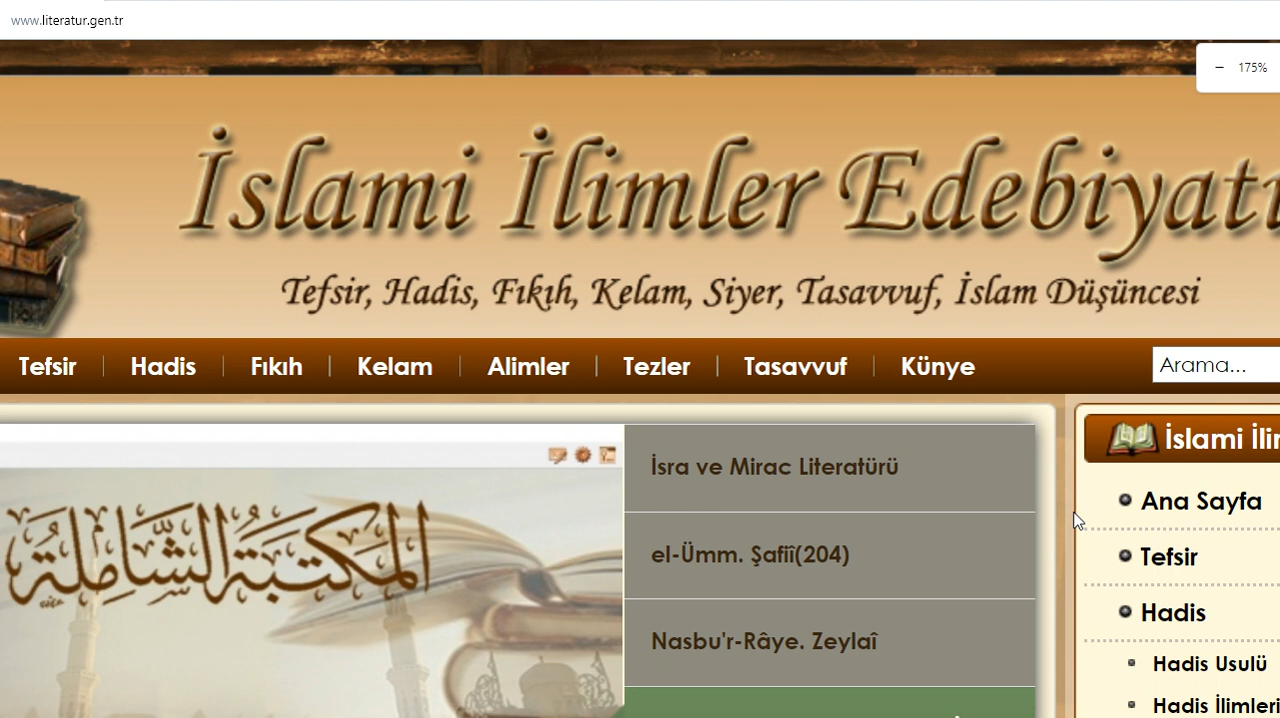 www.literatur.gen.tr
175%
İslami İlimler Edebiyatı
Tefsir, Hadis, Fıkıh, Kelam, Siyer, Tasavvuf, İslam Düşüncesi
Tefsir Hadis Fıkıh Kelam Alimler Tezler Tasavvuf Künye Arama...
المكتبة الشاملة
İsra ve Mirac Literatürü
el-Ümm. Şafiî(204)
Nasbu'r-Râye. Zeylaî
İslami
Ana Sayfa
Tefsir
Hadis
Hadis Usulü
Hadis İlimleri